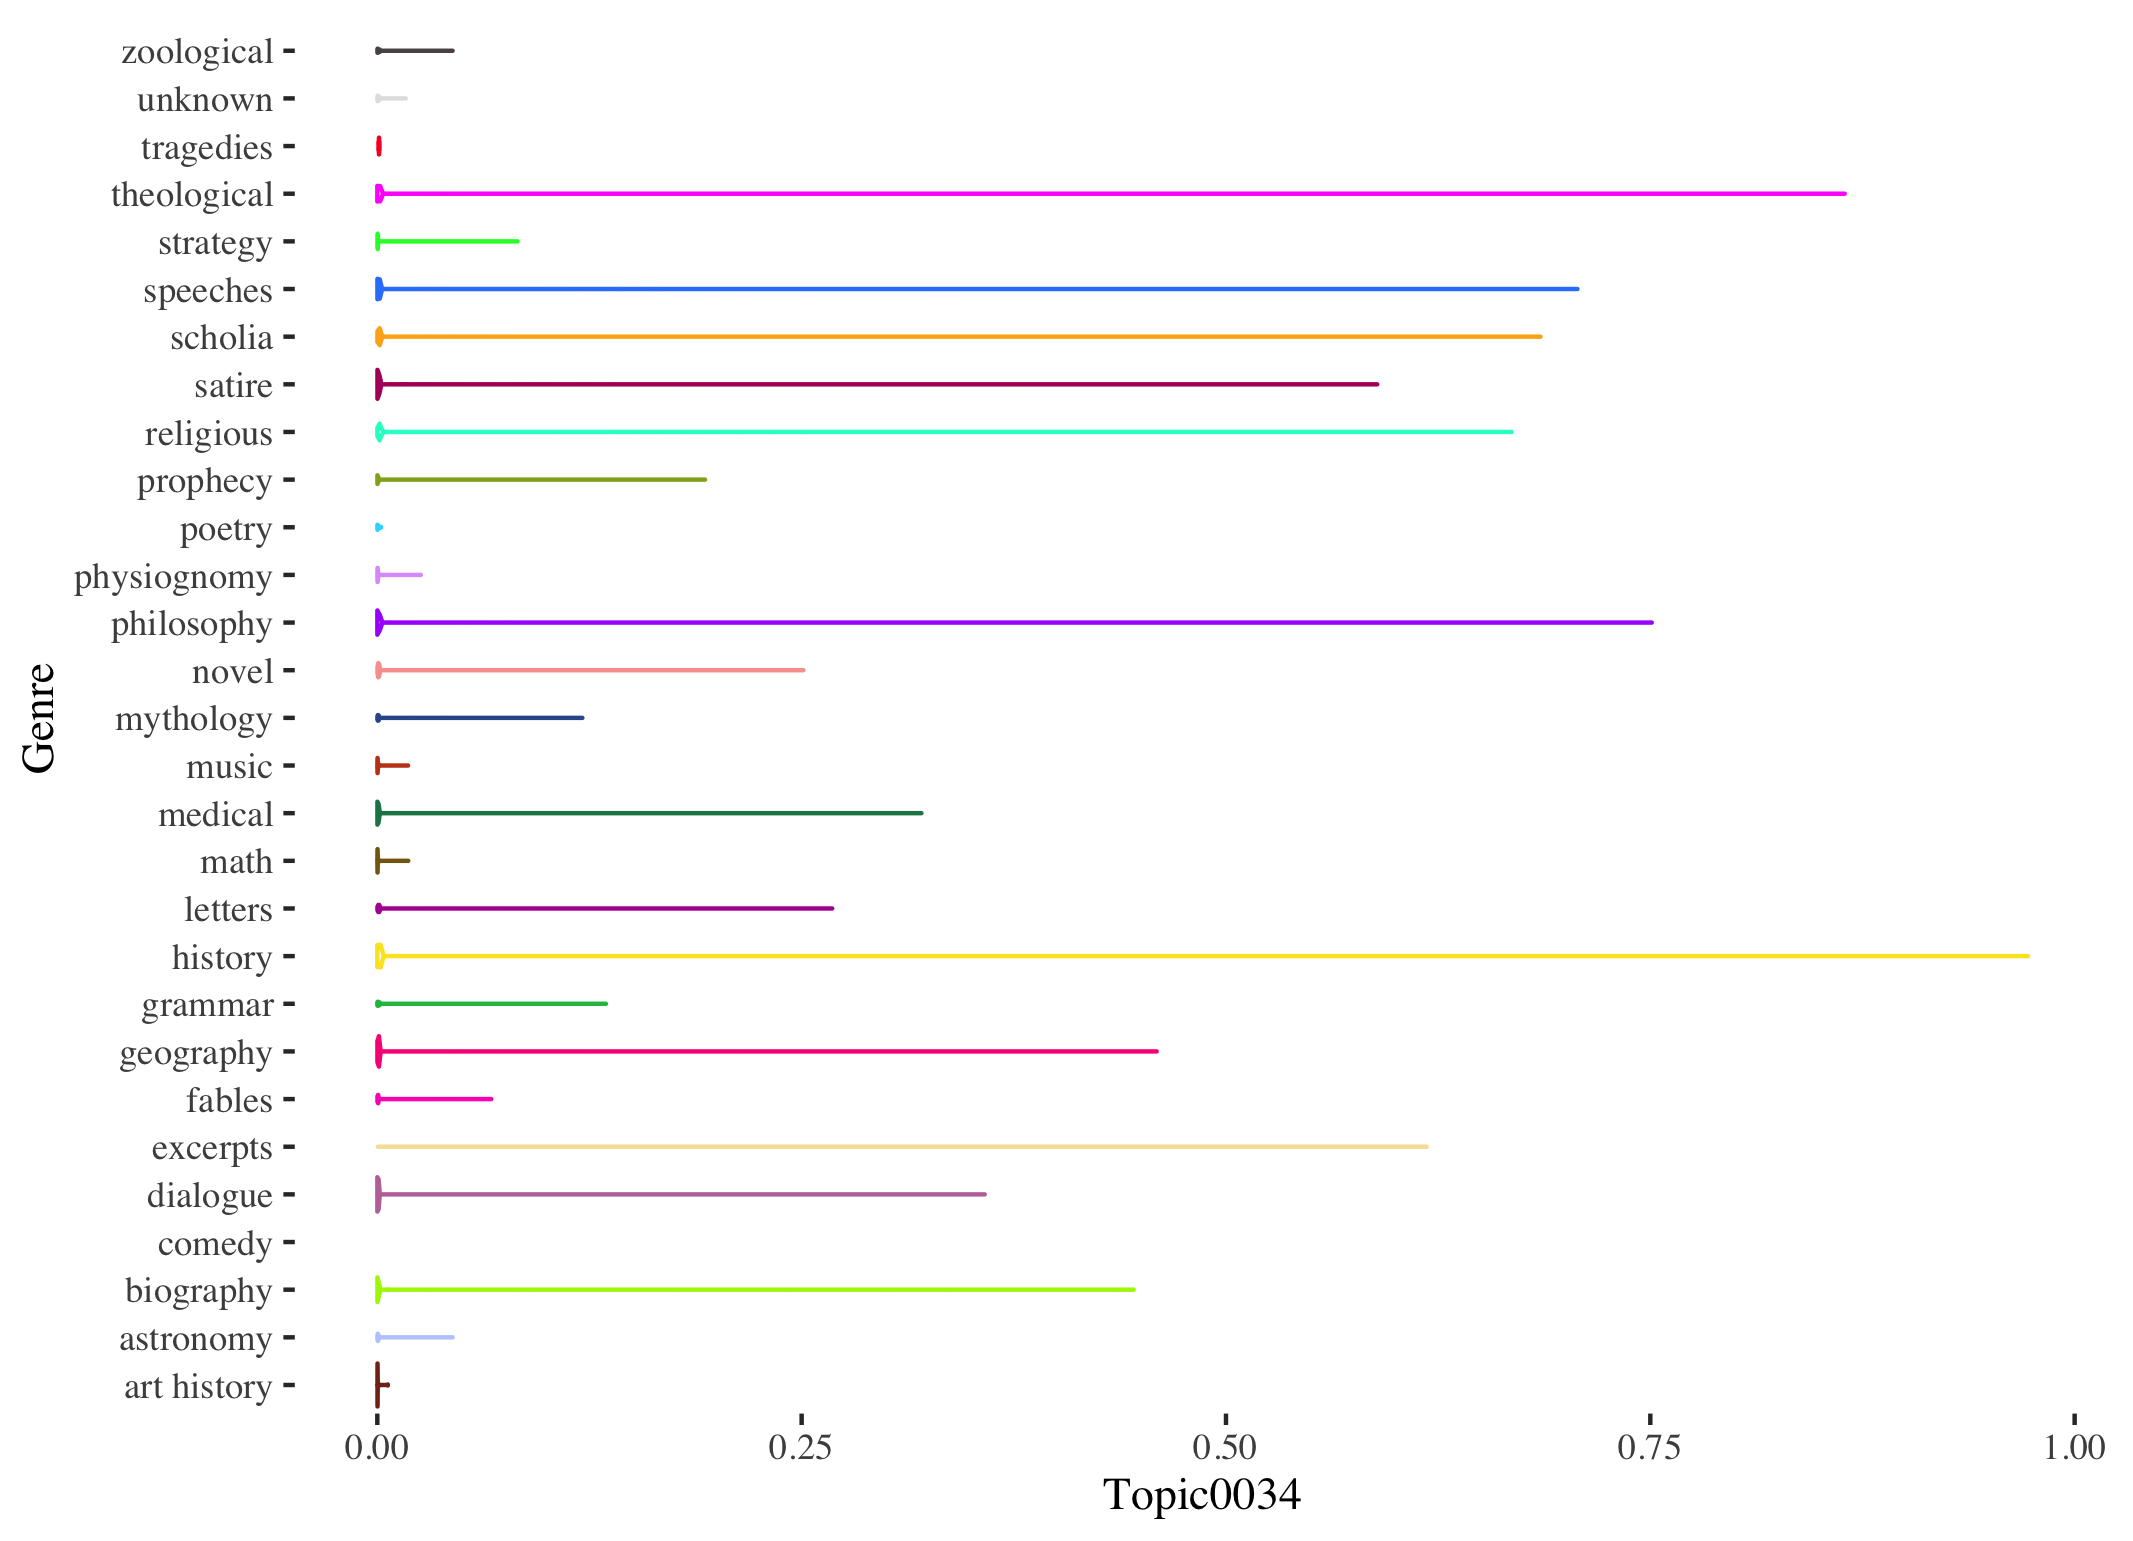 zoological
unknown
tragedies
theological
strategy
speeches
scholia
satire
religious
prophecy
poetry
physiognomy
philosophy
novel
mythology
music
medical
math
letters
history
grammar
geography
fables
excerpts
dialogue
comedy
biography
astronomy
art history
Genre
0.00 0.25 0.50 0.75 1.00
Topic0034